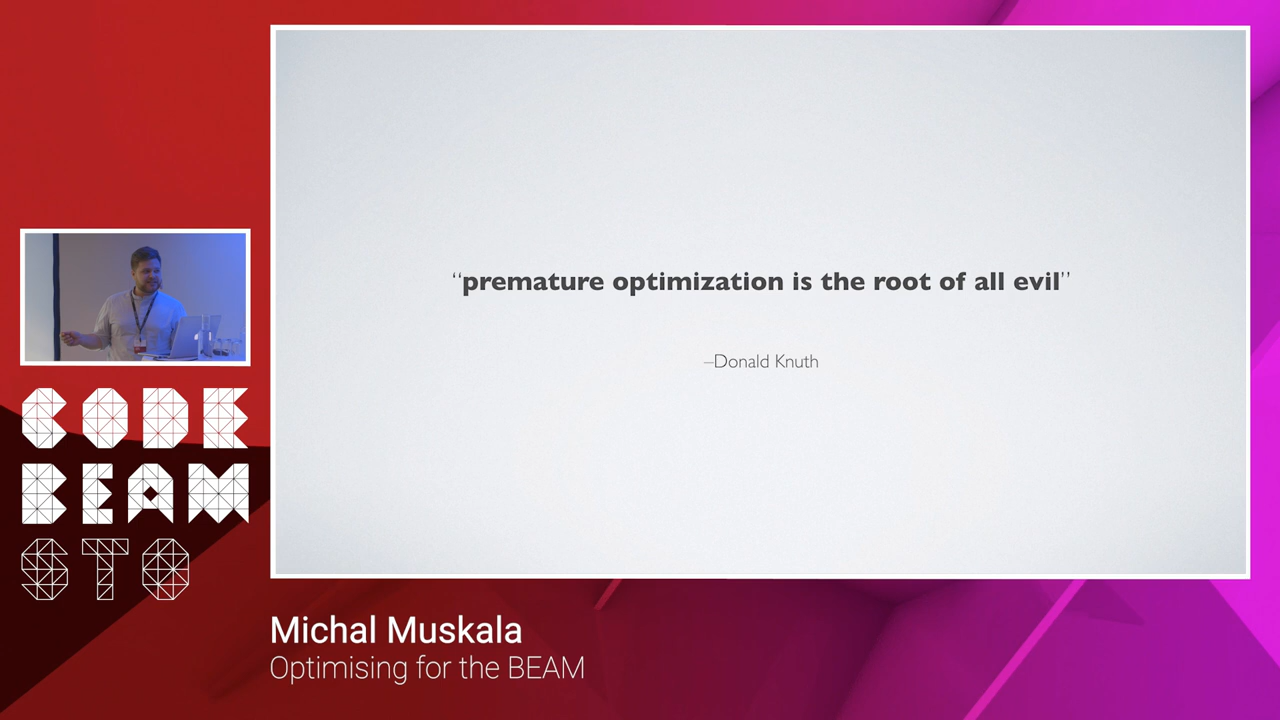 “premature optimization is the root of all evil”
–Donald Knuth
CODE
BEAM
STO
Michal Muskala
Optimising for the BEAM